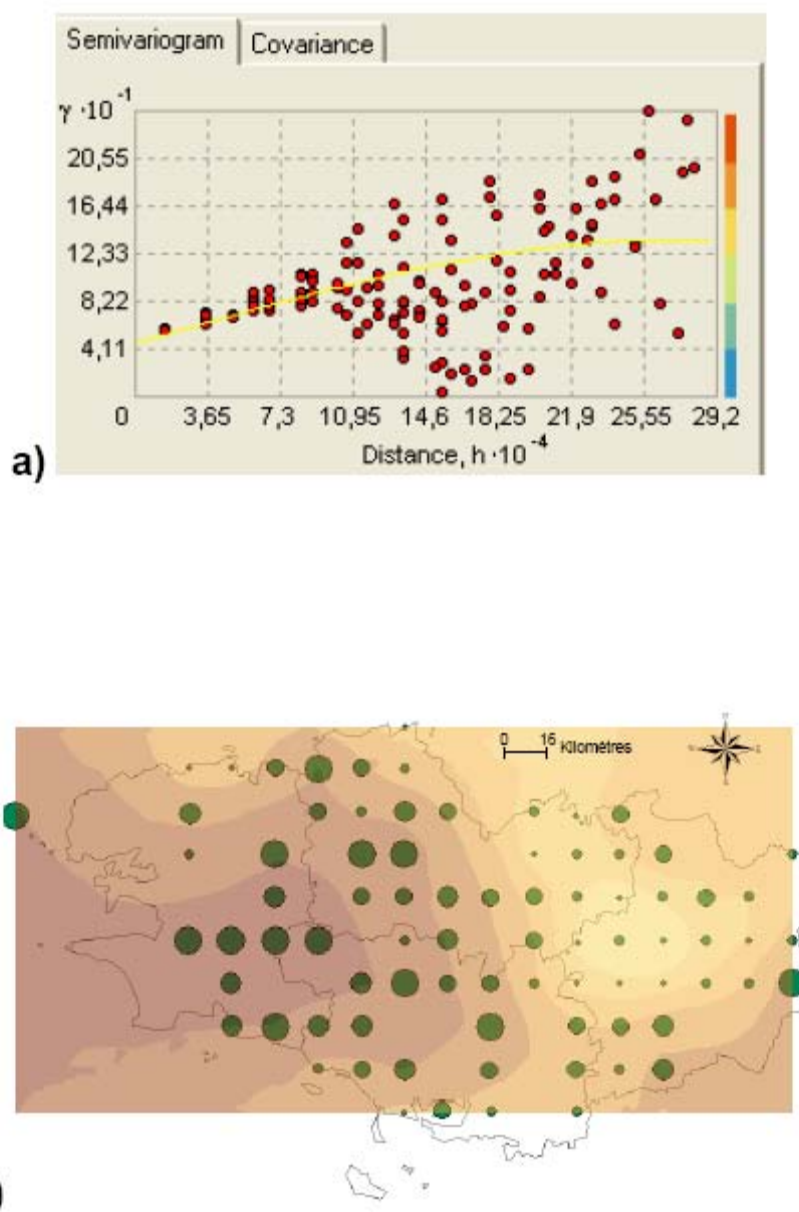 Semivariogram Covariance
γ ·10 -1
20,55
16,44
12,33
8,22
4,11
0 3,65 7,3 10,95 14,6 18,25 21,9 25,55 29,2
Distance, h ·10 -4
a)
0 16 Kilomètres
)